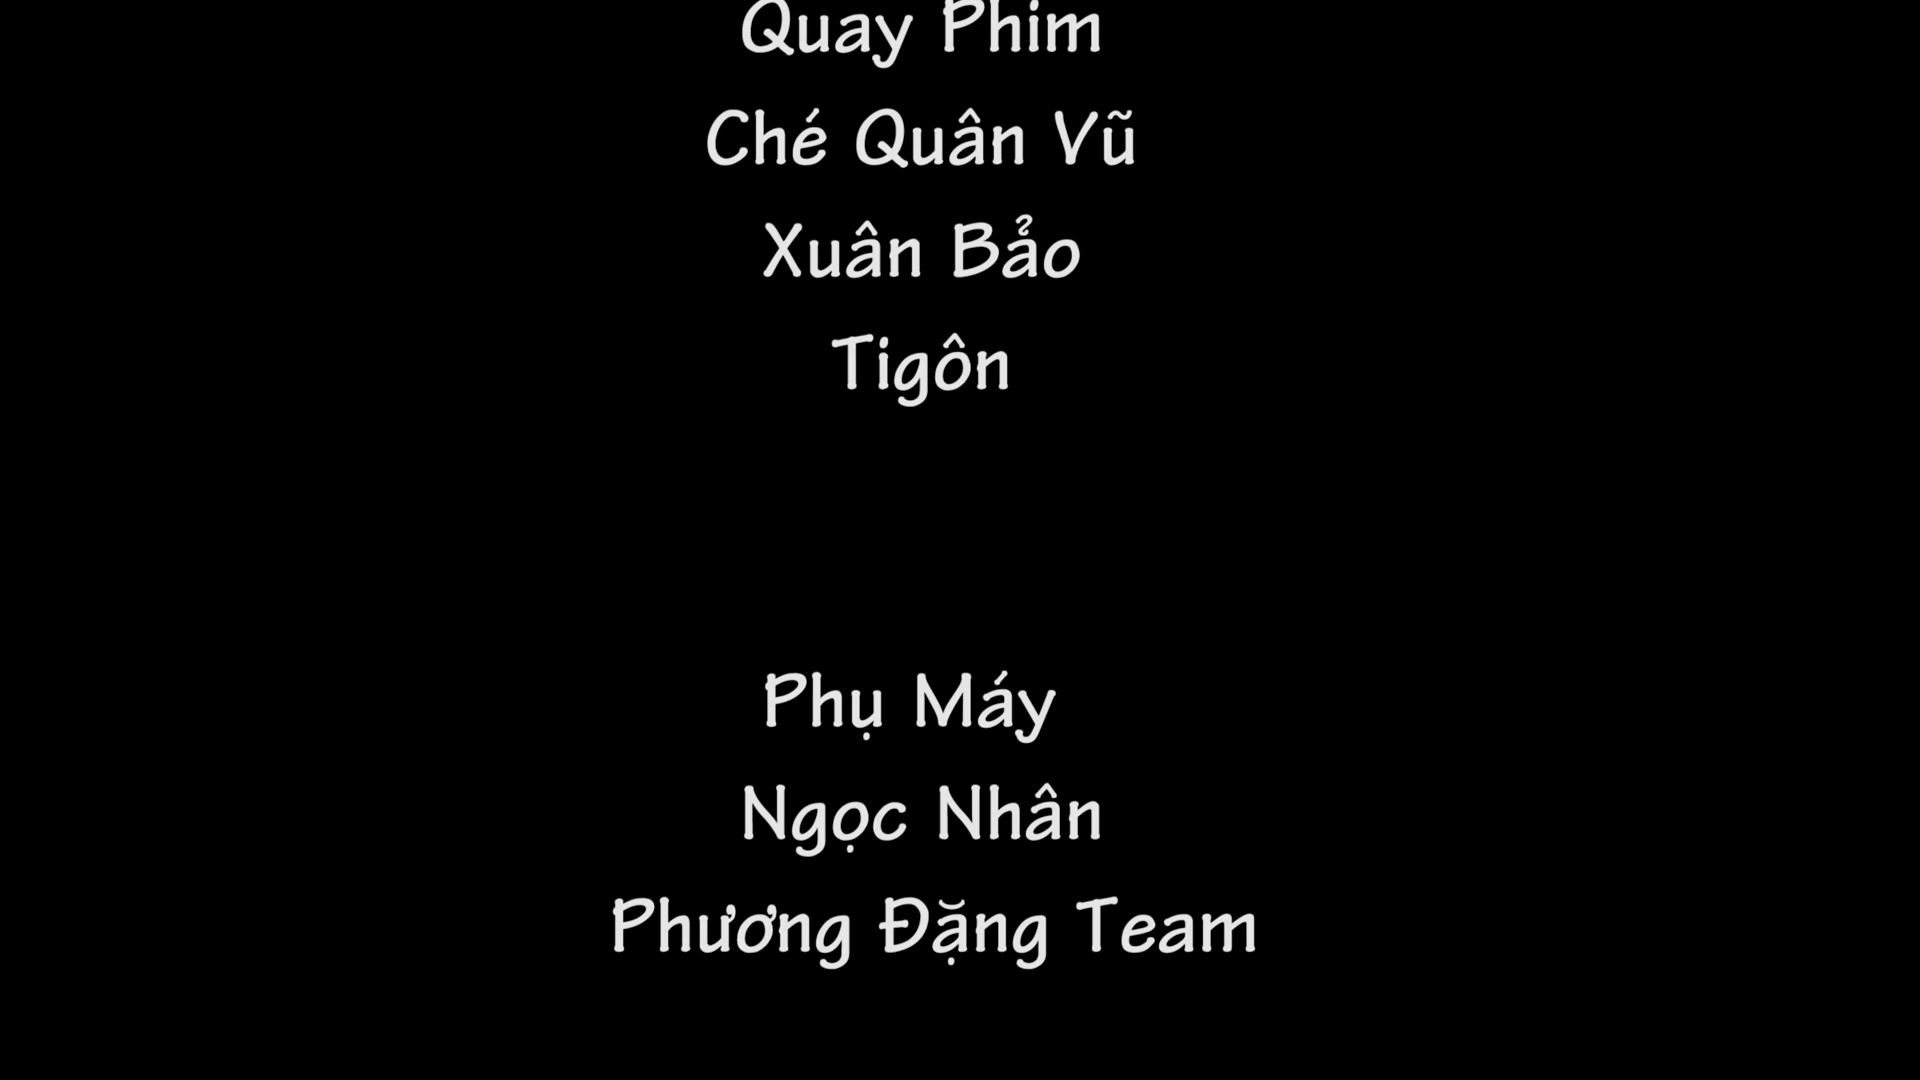 Quay Phim
Ché Quân Vũ
Xuân Bảo
Tigôn
Phụ Máy
Ngọc Nhân
Phương Đặng Team